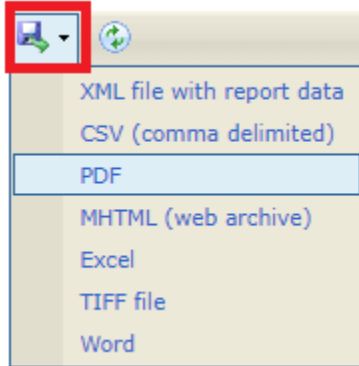 XML file with report data
CSV (comma delimited)
PDF
MHTML (web archive)
Excel
TIFF file
Word